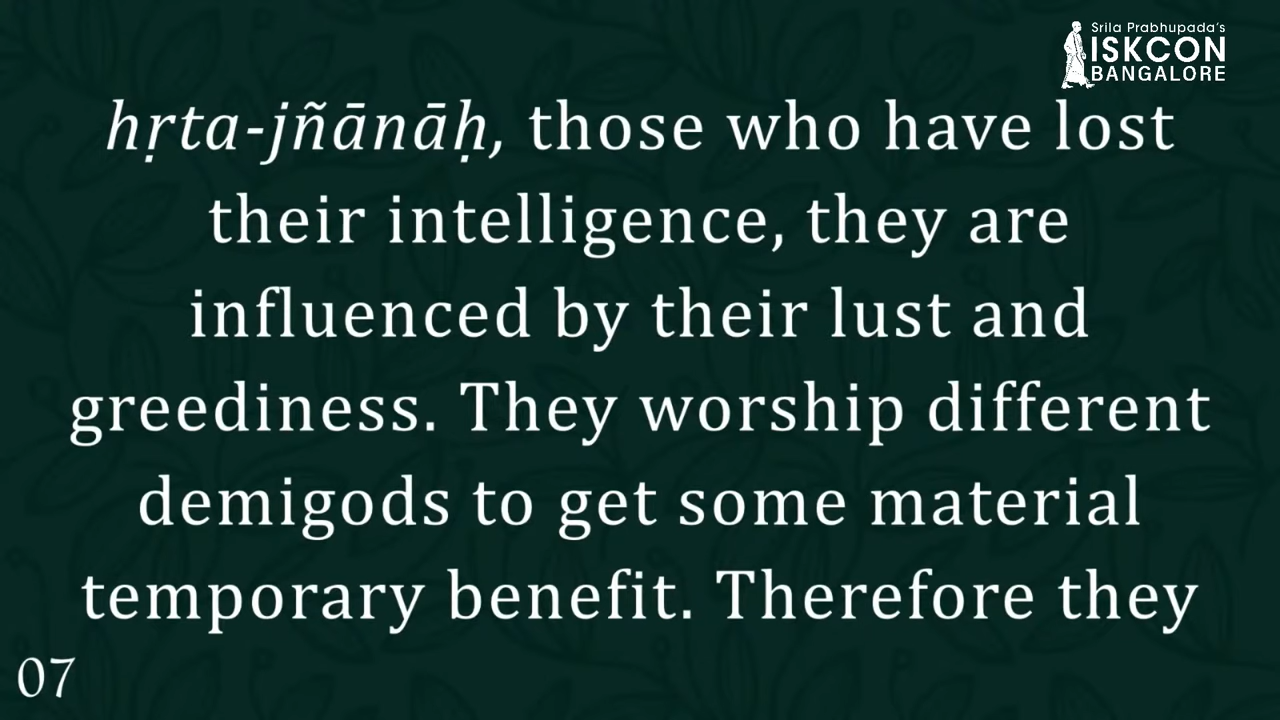 Srila Prabhupada's
ISKCON
BANGALORE
hṛta-jñānāḥ, those who have lost
their intelligence, they are
influenced by their lust and
greediness. They worship different
demigods to get some material
temporary benefit. Therefore they
07